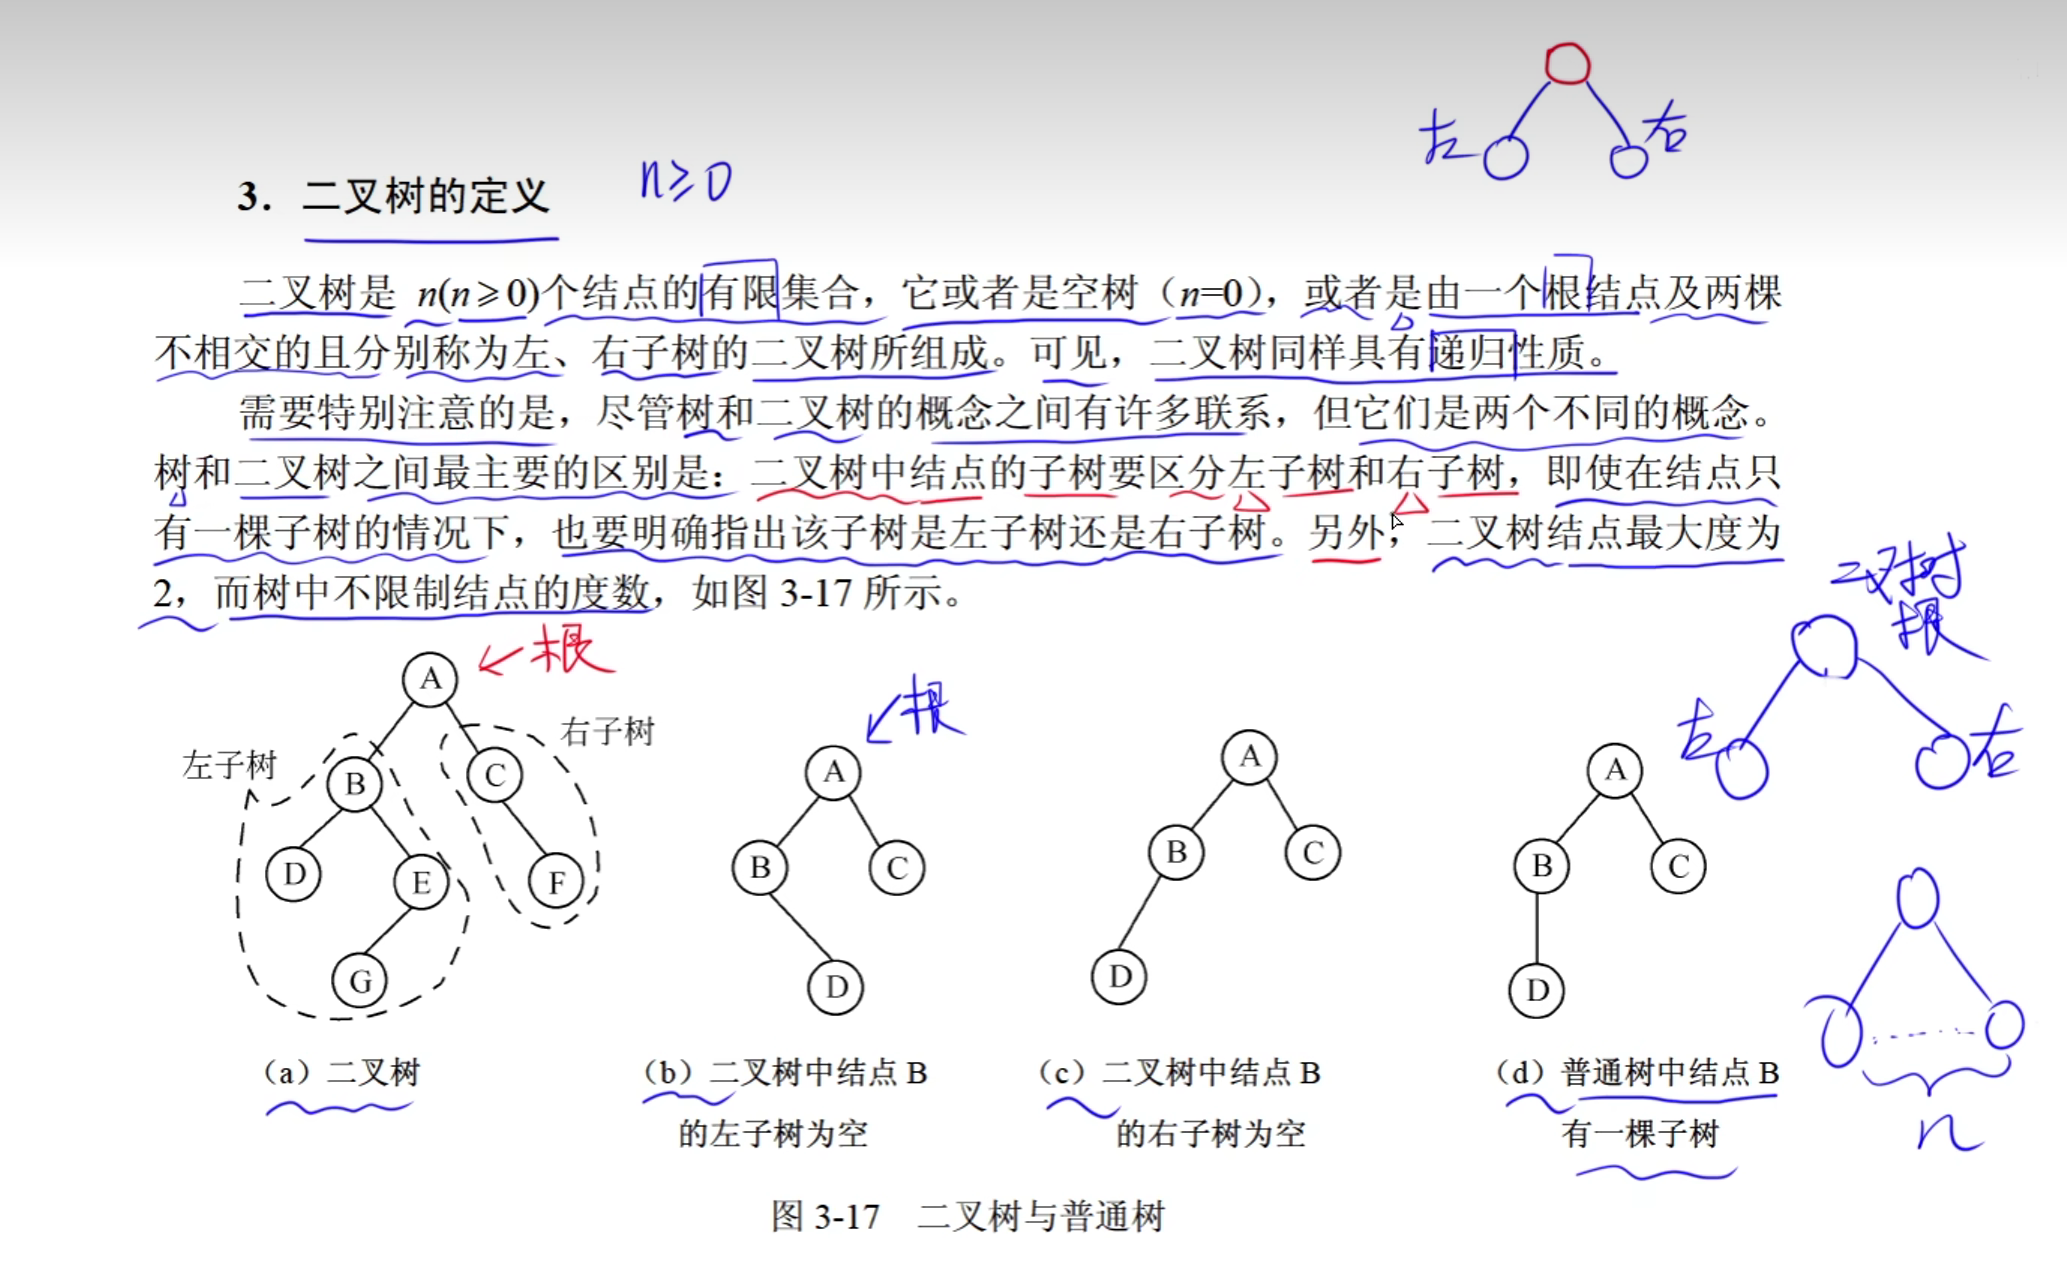 左 右
3. 二叉树的定义 n≥0
二叉树是 n(n≥0)个结点的有限集合，它或者是空树（n=0），或者是由一个根结点及两棵
不相交的且分别称为左、右子树的二叉树所组成。可见，二叉树同样具有递归性质。
需要特别注意的是，尽管树和二叉树的概念之间有许多联系，但它们是两个不同的概念。
树和二叉树之间最主要的区别是：二叉树中结点的子树要区分左子树和右子树，即使在结点只
有一棵子树的情况下，也要明确指出该子树是左子树还是右子树。另外，二叉树结点最大度为
2，而树中不限制结点的度数，如图 3-17 所示。
二叉树
根
根
A
右子树
左子树
B C
D E F
G
根
A
B C
D
A
B C
D
A
B C
D
左 右
n
（a）二叉树
（b）二叉树中结点 B
的左子树为空
（c）二叉树中结点 B
的右子树为空
（d）普通树中结点 B
有一棵子树
图 3-17 二叉树与普通树